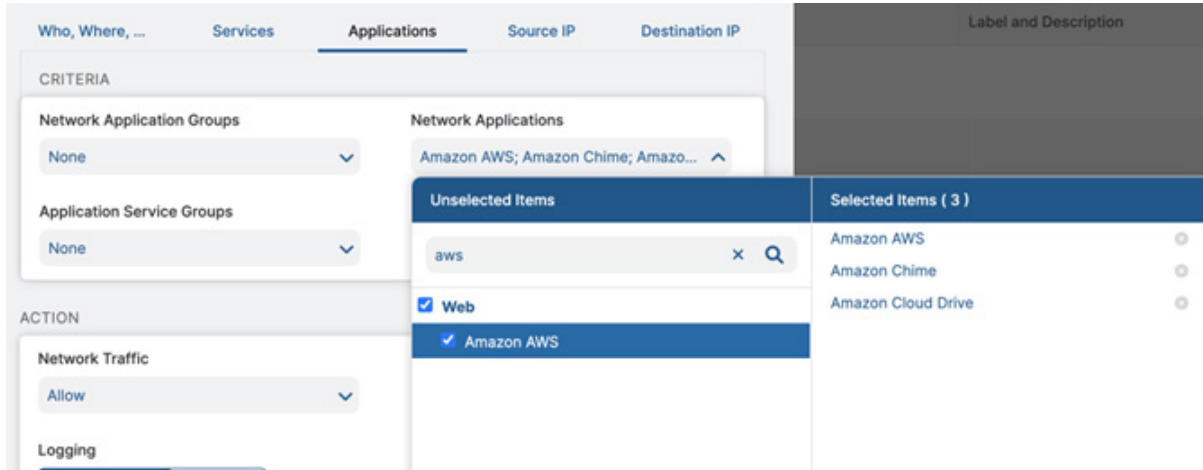 Who, Where, ... Services Applications Source IP Destination IP
Label and Description
CRITERIA
Network Application Groups Network Applications
None Amazon AWS; Amazon Chime; Amazo...
Unselected Items Selected Items ( 3 )
Application Service Groups
None
aws
Amazon AWS
Amazon Chime
Amazon Cloud Drive
Web
Amazon AWS
ACTION
Network Traffic
Allow
Logging